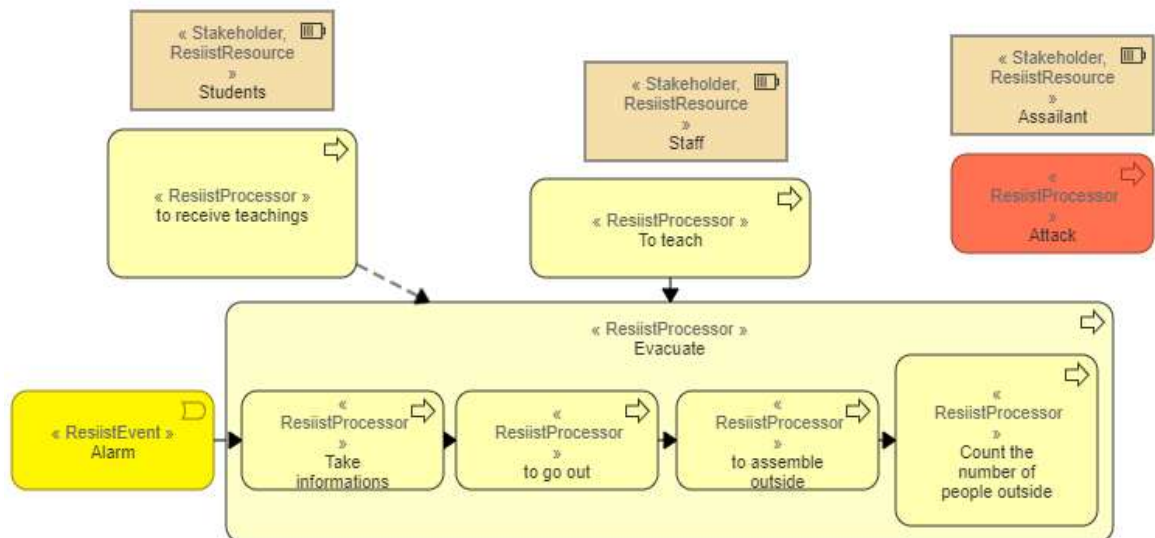 « Stakeholder,
ResiistResource
»
Students
« Stakeholder,
ResiistResource
»
Staff
« Stakeholder,
ResiistResource
»
Assailant
« ResiistProcessor »
to receive teachings
« ResiistProcessor »
To teach
«
ResiistProcessor
»
Attack
« ResiistProcessor »
Evacuate
« ResiistEvent »
Alarm
«
ResiistProcessor
»
Take
informations
«
ResiistProcessor
»
to go out
«
ResiistProcessor
»
to assemble
outside
«
ResiistProcessor
»
Count the
number of
people outside